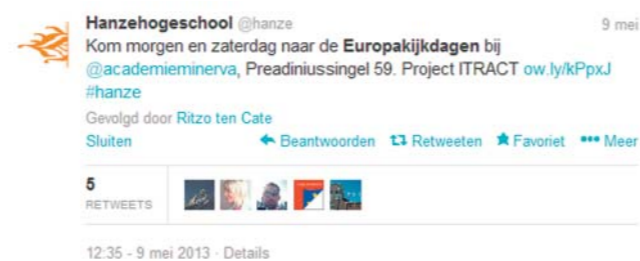 Hanzehogeschool @hanze 9 mei
Kom morgen en zaterdag naar de Europakijkdagen bij
@academieminerva, Preadiniussingel 59. Project ITRACT ow.ly/kPpxJ
#hanze
Gevolgd door Ritzo ten Cate
Sluiten Beantwoorden Retweeten Favoriet Meer
5
RETWEETS
12:35 - 9 mei 2013 · Details